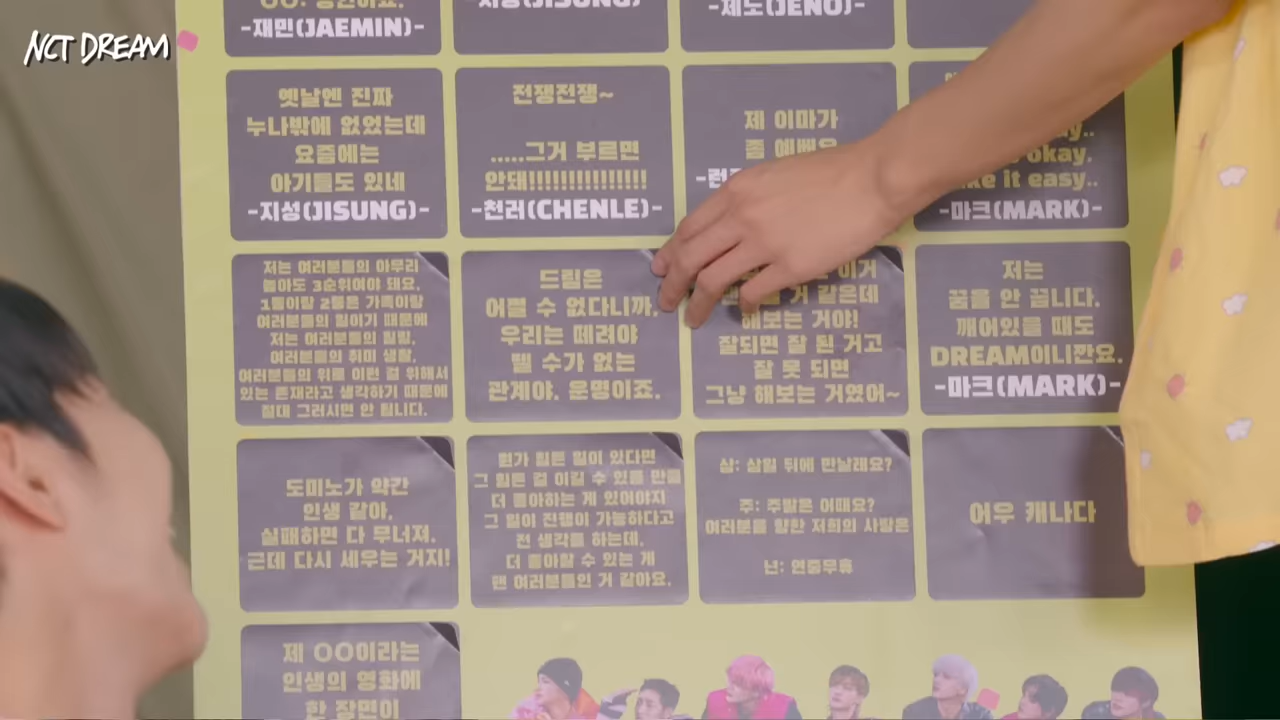 NCT DREAM
OO: 장인이요.
-재민(JAEMIN)-
-지성(JISUNG)-
-제노(JENO)-
옛날엔 진짜
누나밖에 없었는데
요즘에는
아기들도 있네
-지성(JISUNG)-
전쟁전쟁~
.....그거 부르면
안돼!!!!!!!!!!!!!!!
-천러(CHENLE)-
제 이마가
좀 예뻐요
-런
okay.
it easy..
-마크(MARK)-
저는 여러분들의 아무리
높아도 3순위여야 돼요.
1등이랑 2등은 가족이랑
여러분들의 일이기 때문에
저는 여러분들의 힐링,
여러분들의 취미 생활,
여러분들의 위를 이런 걸 위해서
있는 존재라고 생각하기 때문에
절대 그러시면 안 됩니다.
드림은
어쩔 수 없다니까.
우리는 떼려야
뗄 수가 없는
관계야. 운명이죠.
이거
거 같은데
해보는 거야!
잘되면 잘 된 거고
잘 못 되면
그냥 해보는 거였어~
저는
꿈을 안 꿉니다.
깨어있을 때도
DREAM이니깐요.
-마크(MARK)-
도미노가 약간
인생 같아,
실패하면 다 무너져.
근데 다시 세우는 거지!
뭔가 힘든 일이 있다면
그 힘든 걸 이길 수 있을 만큼
더 좋아하는 게 있어야지
그 일이 진행이 가능하다고
전 생각을 하는데,
더 좋아할 수 있는 게
맨 여러분들인 거 같아요.
삼: 삼일 뒤에 만날래요?
주: 주말은 어때요?
여러분을 향한 저희의 사랑은
년: 연중무휴
어우 캐나다
제 OO이라는
인생의 영화에
한 장면이